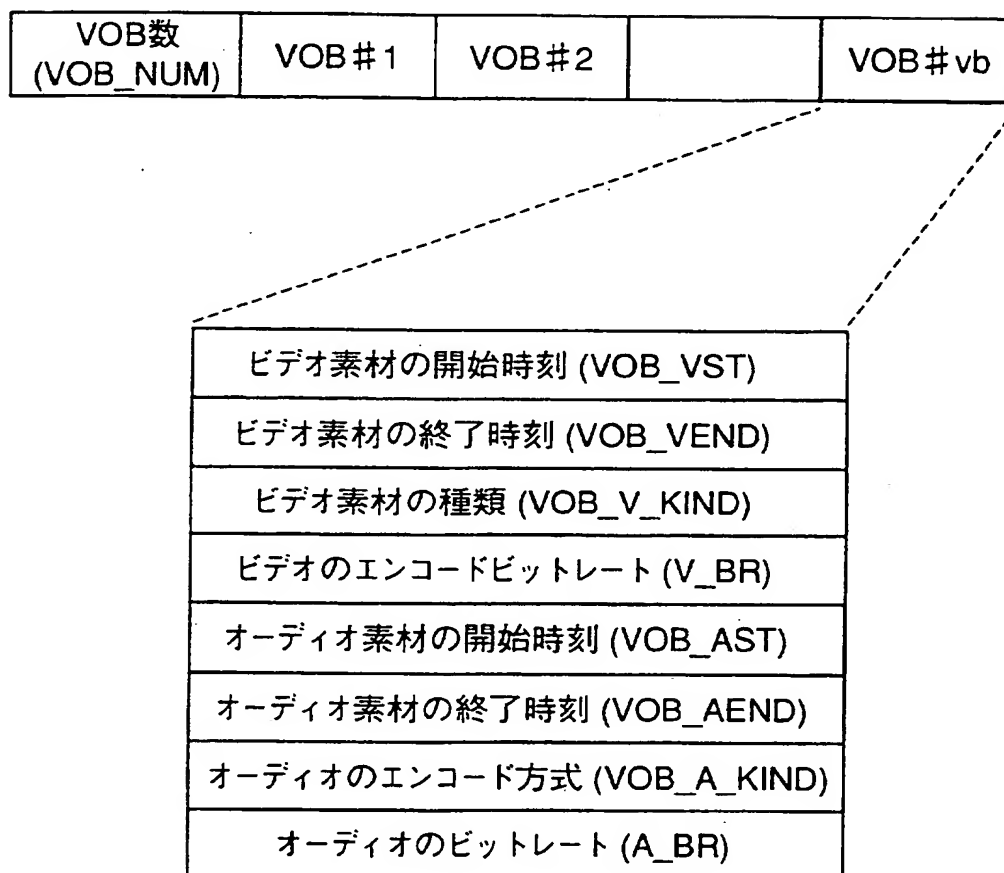 VOB数
(VOB_NUM)
VOB#1
VOB#2
VOB#vb
ビデオ素材の開始時刻 (VOB_VST)
ビデオ素材の終了時刻 (VOB_VEND)
ビデオ素材の種類 (VOB_V_KIND)
ビデオのエンコードビットレート (V_BR)
オーディオ素材の開始時刻 (VOB_AST)
オーディオ素材の終了時刻 (VOB_AEND)
オーディオのエンコード方式 (VOB_A_KIND)
オーディオのビットレート (A_BR)